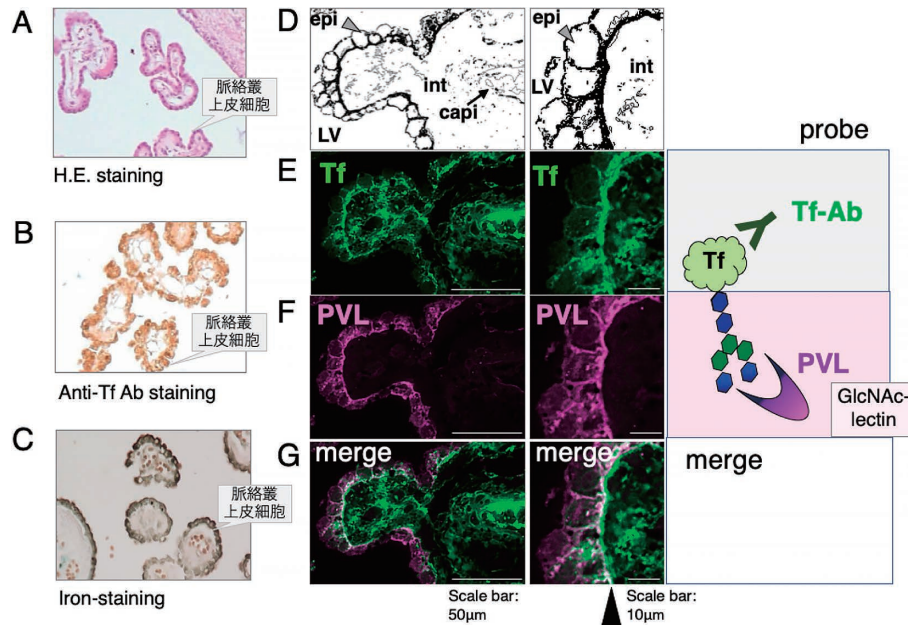 A
脈絡叢
上皮細胞
H.E. staining
B
脈絡叢
上皮細胞
Anti-Tf Ab staining
C
脈絡叢
上皮細胞
Iron-staining
D
epi
int
capi
LV
epi
LV
int
probe
E
Tf
Tf
Tf-Ab
Tf
F
PVL
PVL
PVL
GlcNAc-
lectin
G
merge
merge
merge
Scale bar:
50μm
Scale bar:
10μm